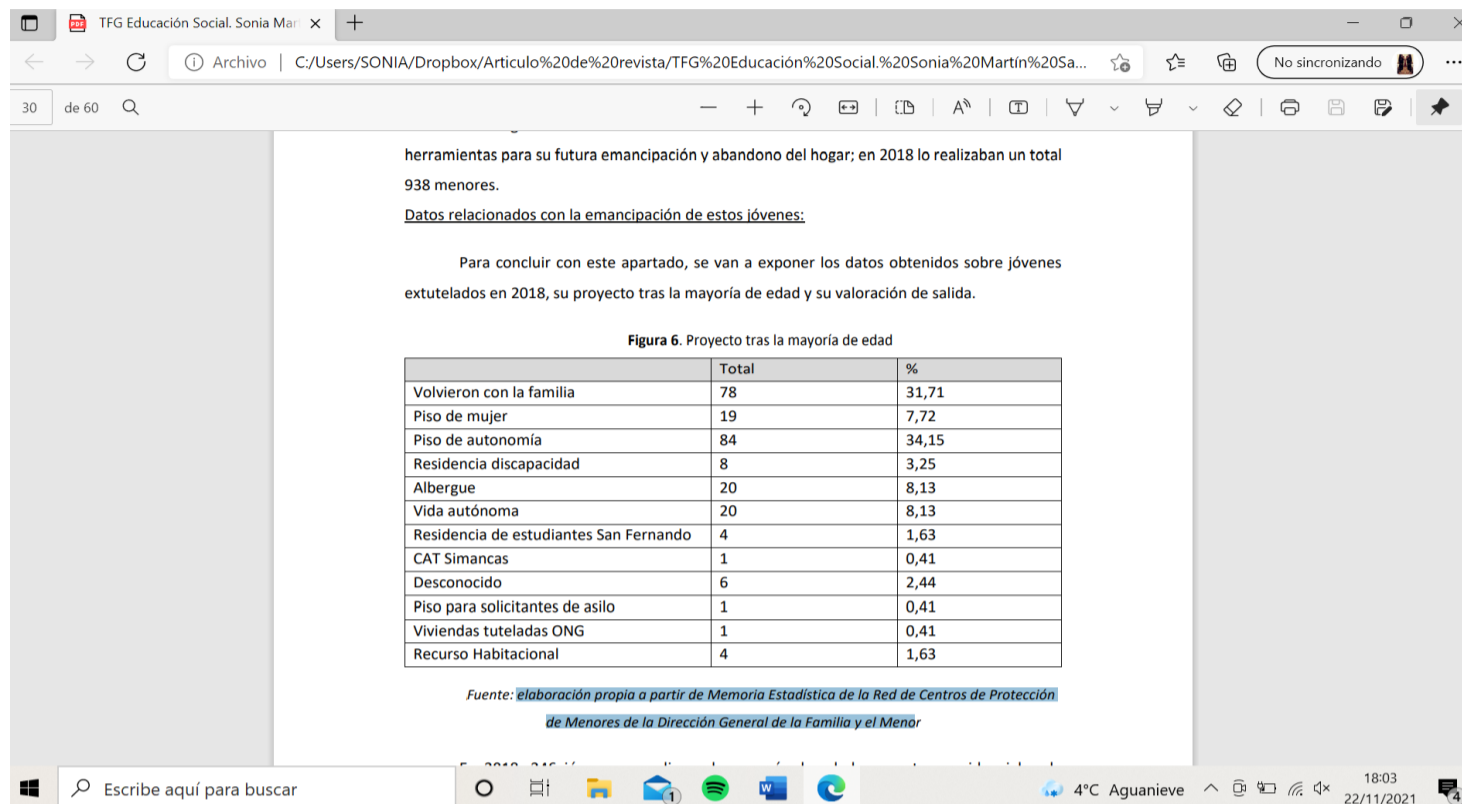 TFG Educación Social. Sonia Mar
Archivo | C:/Users/SONIA/Dropbox/Articulo%20de%20revista/TFG%20Educación%20Social.%20Sonia%20Martín%20Sa...
No sincronizando
30 de 60
herramientas para su futura emancipación y abandono del hogar; en 2018 lo realizaban un total
938 menores.
Datos relacionados con la emancipación de estos jóvenes:
Para concluir con este apartado, se van a exponer los datos obtenidos sobre jóvenes
extutelados en 2018, su proyecto tras la mayoría de edad y su valoración de salida.
Figura 6. Proyecto tras la mayoría de edad
Total %
Volvieron con la familia 78 31,71
Piso de mujer 19 7,72
Piso de autonomía 84 34,15
Residencia discapacidad 8 3,25
Albergue 20 8,13
Vida autónoma 20 8,13
Residencia de estudiantes San Fernando 4 1,63
CAT Simancas 1 0,41
Desconocido 6 2,44
Piso para solicitantes de asilo 1 0,41
Viviendas tuteladas ONG 1 0,41
Recurso Habitacional 4 1,63
Fuente: elaboración propia a partir de Memoria Estadística de la Red de Centros de Protección
de Menores de la Dirección General de la Familia y el Menor
Escribe aquí para buscar
1
4°C Aguanieve
18:03
22/11/2021
4